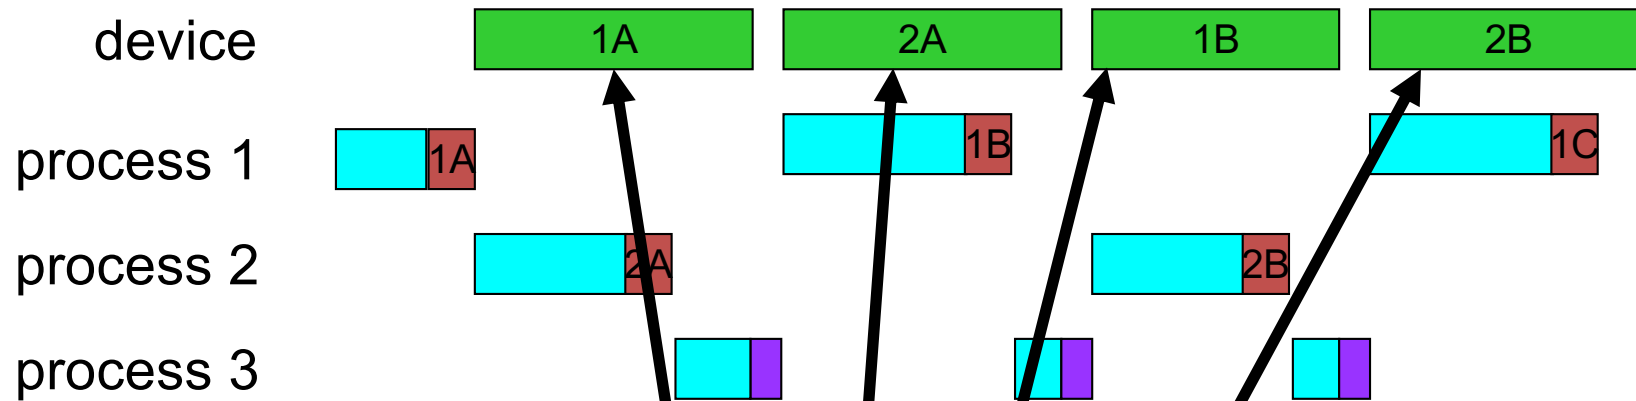 device 1A 2A 1B 2B
process 1 1A 1B 1C
process 2 2A 2B
process 3